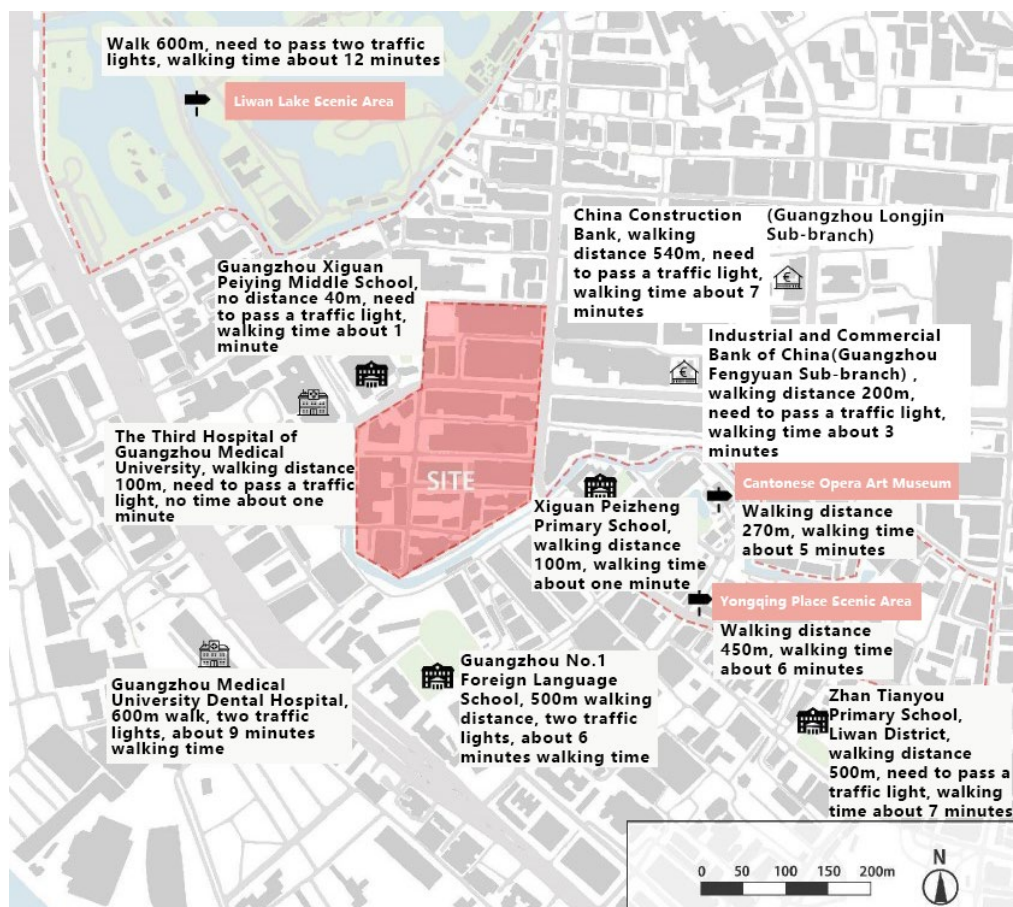 Walk 600m, need to pass two traffic
lights, walking time about 12 minutes
Liwan Lake Scenic Area
China Construction
Bank, walking
distance 540m, need
to pass a traffic light,
walking time about 7
minutes
(Guangzhou Longjin
Sub-branch)
Guangzhou Xiguan
Peiying Middle School,
no distance 40m, need
to pass a traffic light,
walking time about 1
minute
Industrial and Commercial
Bank of China(Guangzhou
Fengyuan Sub-branch) ,
walking distance 200m,
need to pass a traffic light,
walking time about 3
minutes
The Third Hospital of
Guangzhou Medical
University, walking distance
100m, need to pass a traffic
light, no time about one
minute
SITE
Cantonese Opera Art Museum
Walking distance
270m, walking time
about 5 minutes
Xiguan Peizheng
Primary School,
walking distance
100m, walking time
about one minute
Yongqing Place Scenic Area
Walking distance
450m, walking time
about 6 minutes
Guangzhou Medical
University Dental Hospital,
600m walk, two traffic
lights, about 9 minutes
walking time
Guangzhou No.1
Foreign Language
School, 500m walking
distance, two traffic
lights, about 6
minutes walking time
Zhan Tianyou
Primary School,
Liwan District,
walking distance
500m, need to pass a
traffic light, walking
time about 7 minutes
0 50 100 150 200m
N